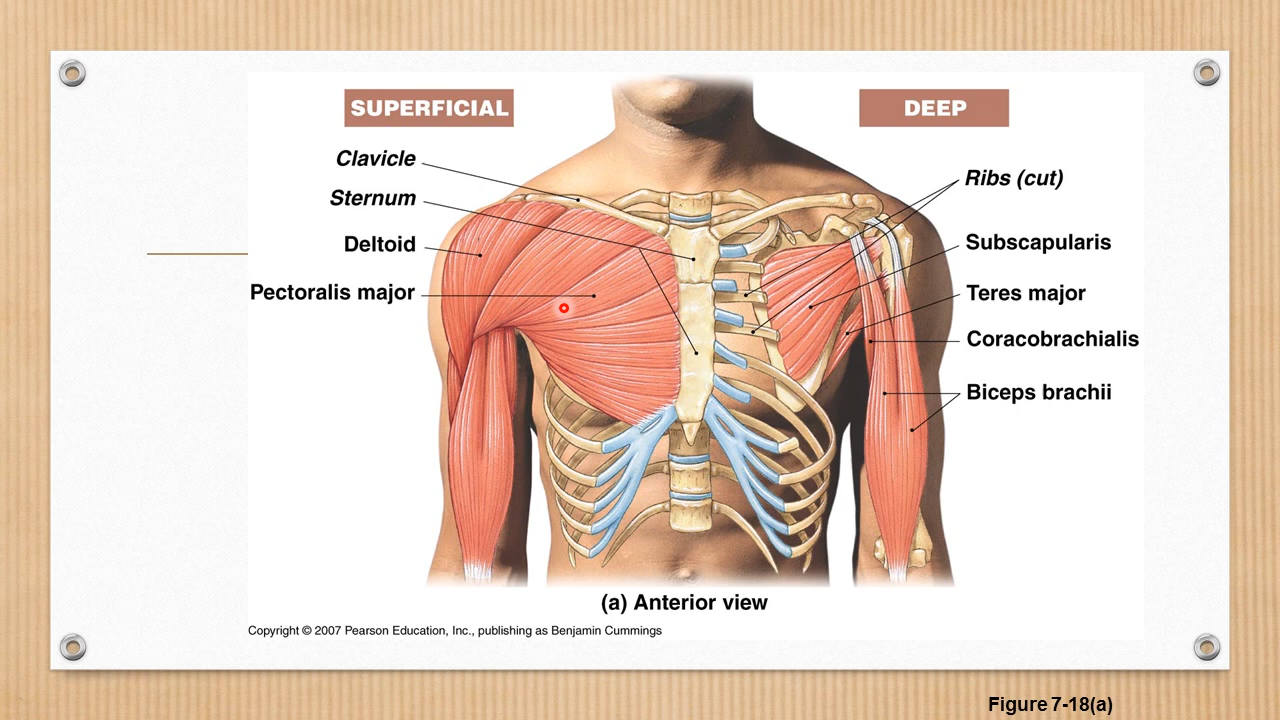 SUPERFICIAL
DEEP
Clavicle
Sternum
Deltoid
Pectoralis major
Ribs (cut)
Subscapularis
Teres major
Coracobrachialis
Biceps brachii
(a) Anterior view
Copyright © 2007 Pearson Education, Inc., publishing as Benjamin Cummings
Figure 7-18(a)